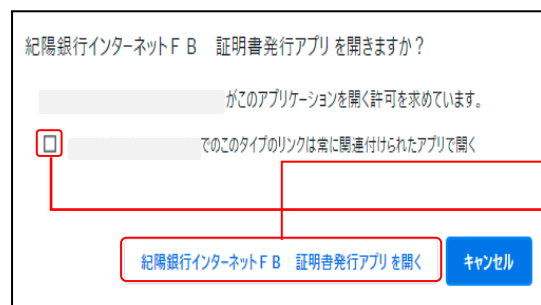 紀陽銀行インターネットＦＢ　証明書発行アプリ を開きますか？
がこのアプリケーションを開く許可を求めています。
でのこのタイプのリンクは常に関連付けられたアプリで開く
紀陽銀行インターネットＦＢ　証明書発行アプリ を開く
キャンセル